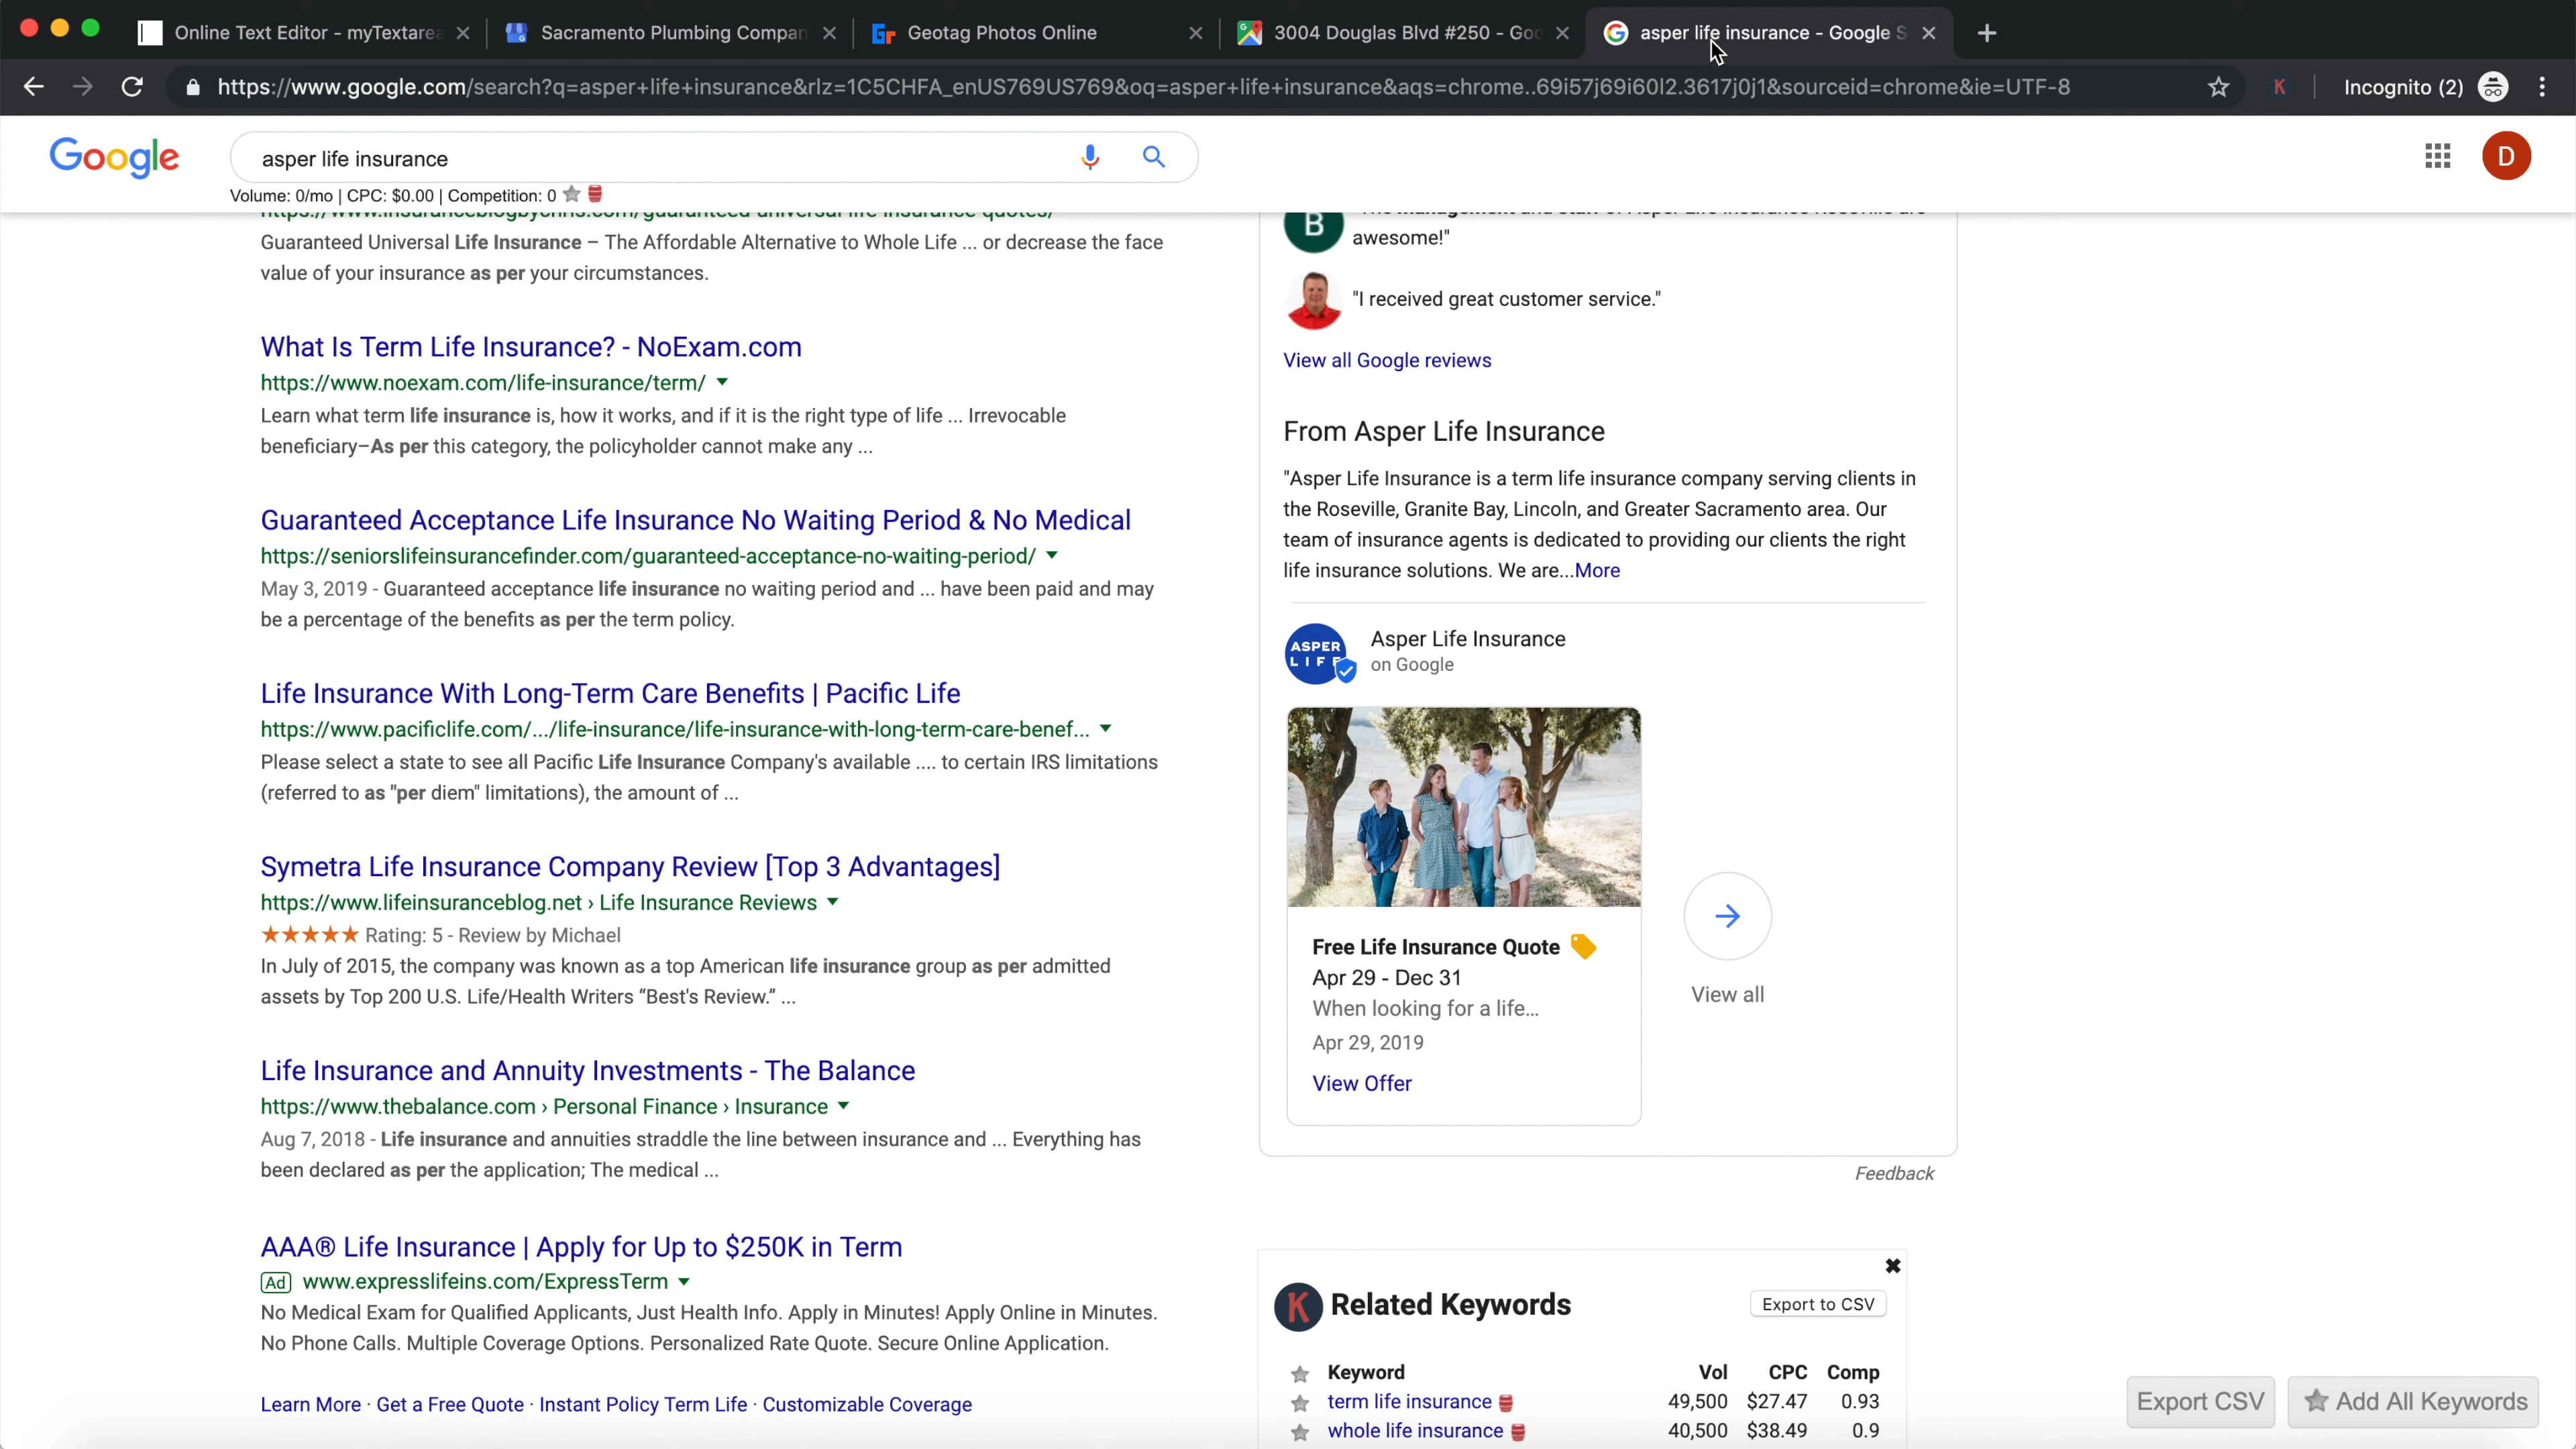 Online Text Editor - myTextarea
Sacramento Plumbing Compan
Geotag Photos Online
3004 Douglas Blvd #250 - Goo
asper life insurance - Google S
https://www.google.com/search?q=asper+life+insurance&rlz=1C5CHFA_enUS769US769&oq=asper+life+insurance&aqs=chrome..69i57j69i60l2.3617j0j1&sourceid=chrome&ie=UTF-8
K
Incognito (2)
Google
asper life insurance
D
Volume: 0/mo | CPC: $0.00 | Competition: 0
https://www.insuranceblogbychris.com/guaranteed-universal-life-insurance-quotes/
Guaranteed Universal Life Insurance – The Affordable Alternative to Whole Life ... or decrease the face
value of your insurance as per your circumstances.
What Is Term Life Insurance? - NoExam.com
https://www.noexam.com/life-insurance/term/
Learn what term life insurance is, how it works, and if it is the right type of life ... Irrevocable
beneficiary–As per this category, the policyholder cannot make any ...
Guaranteed Acceptance Life Insurance No Waiting Period & No Medical
https://seniorslifeinsurancefinder.com/guaranteed-acceptance-no-waiting-period/
May 3, 2019 - Guaranteed acceptance life insurance no waiting period and ... have been paid and may
be a percentage of the benefits as per the term policy.
Life Insurance With Long-Term Care Benefits | Pacific Life
https://www.pacificlife.com/.../life-insurance/life-insurance-with-long-term-care-benef...
Please select a state to see all Pacific Life Insurance Company's available .... to certain IRS limitations
(referred to as "per diem" limitations), the amount of ...
Symetra Life Insurance Company Review [Top 3 Advantages]
https://www.lifeinsuranceblog.net › Life Insurance Reviews
Rating: 5 - Review by Michael
In July of 2015, the company was known as a top American life insurance group as per admitted
assets by Top 200 U.S. Life/Health Writers “Best's Review.” ...
Life Insurance and Annuity Investments - The Balance
https://www.thebalance.com › Personal Finance › Insurance
Aug 7, 2018 - Life insurance and annuities straddle the line between insurance and ... Everything has
been declared as per the application; The medical ...
AAA® Life Insurance | Apply for Up to $250K in Term
Ad www.expresslifeins.com/ExpressTerm
No Medical Exam for Qualified Applicants, Just Health Info. Apply in Minutes! Apply Online in Minutes.
No Phone Calls. Multiple Coverage Options. Personalized Rate Quote. Secure Online Application.
Learn More · Get a Free Quote · Instant Policy Term Life · Customizable Coverage
B
"The management and staff of Asper Life Insurance Roseville are
awesome!"
"I received great customer service."
View all Google reviews
From Asper Life Insurance
"Asper Life Insurance is a term life insurance company serving clients in
the Roseville, Granite Bay, Lincoln, and Greater Sacramento area. Our
team of insurance agents is dedicated to providing our clients the right
life insurance solutions. We are...More
ASPER
LIFE
Asper Life Insurance
on Google
Free Life Insurance Quote
Apr 29 - Dec 31
When looking for a life...
Apr 29, 2019
View Offer
View all
Feedback
K
Related Keywords
Export to CSV
Keyword Vol CPC Comp
term life insurance 49,500 $27.47 0.93
whole life insurance 40,500 $38.49 0.9
Export CSV
Add All Keywords